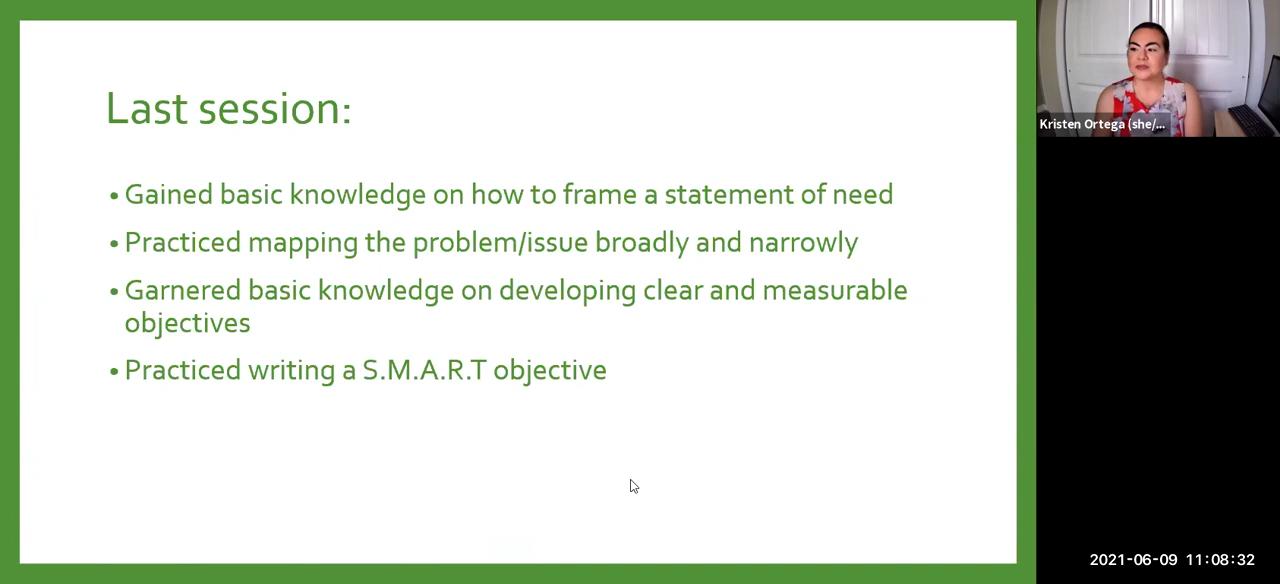 Last session:
• Gained basic knowledge on how to frame a statement of need
• Practiced mapping the problem/issue broadly and narrowly
• Garnered basic knowledge on developing clear and measurable
objectives
• Practiced writing a S.M.A.R.T objective
Kristen Ortega (she/...
2021-06-09 11:08:32